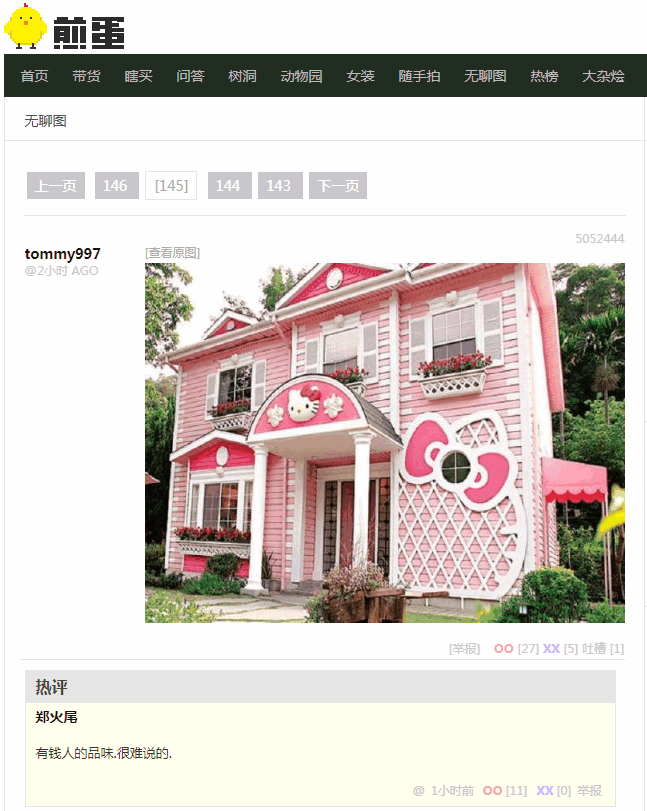 煎蛋
首页 带货 瞎买 问答 树洞 动物园 女装 随手拍 无聊图 热榜 大杂烩
无聊图
上一页 146 [145] 144 143 下一页
5052444
tommy997 [查看原图]
@2小时 AGO
[举报] OO [27] XX [5] 吐槽 [1]
热评
郑火尾
有钱人的品味.很难说的.
@ 1小时前 OO [11] XX [0] 举报